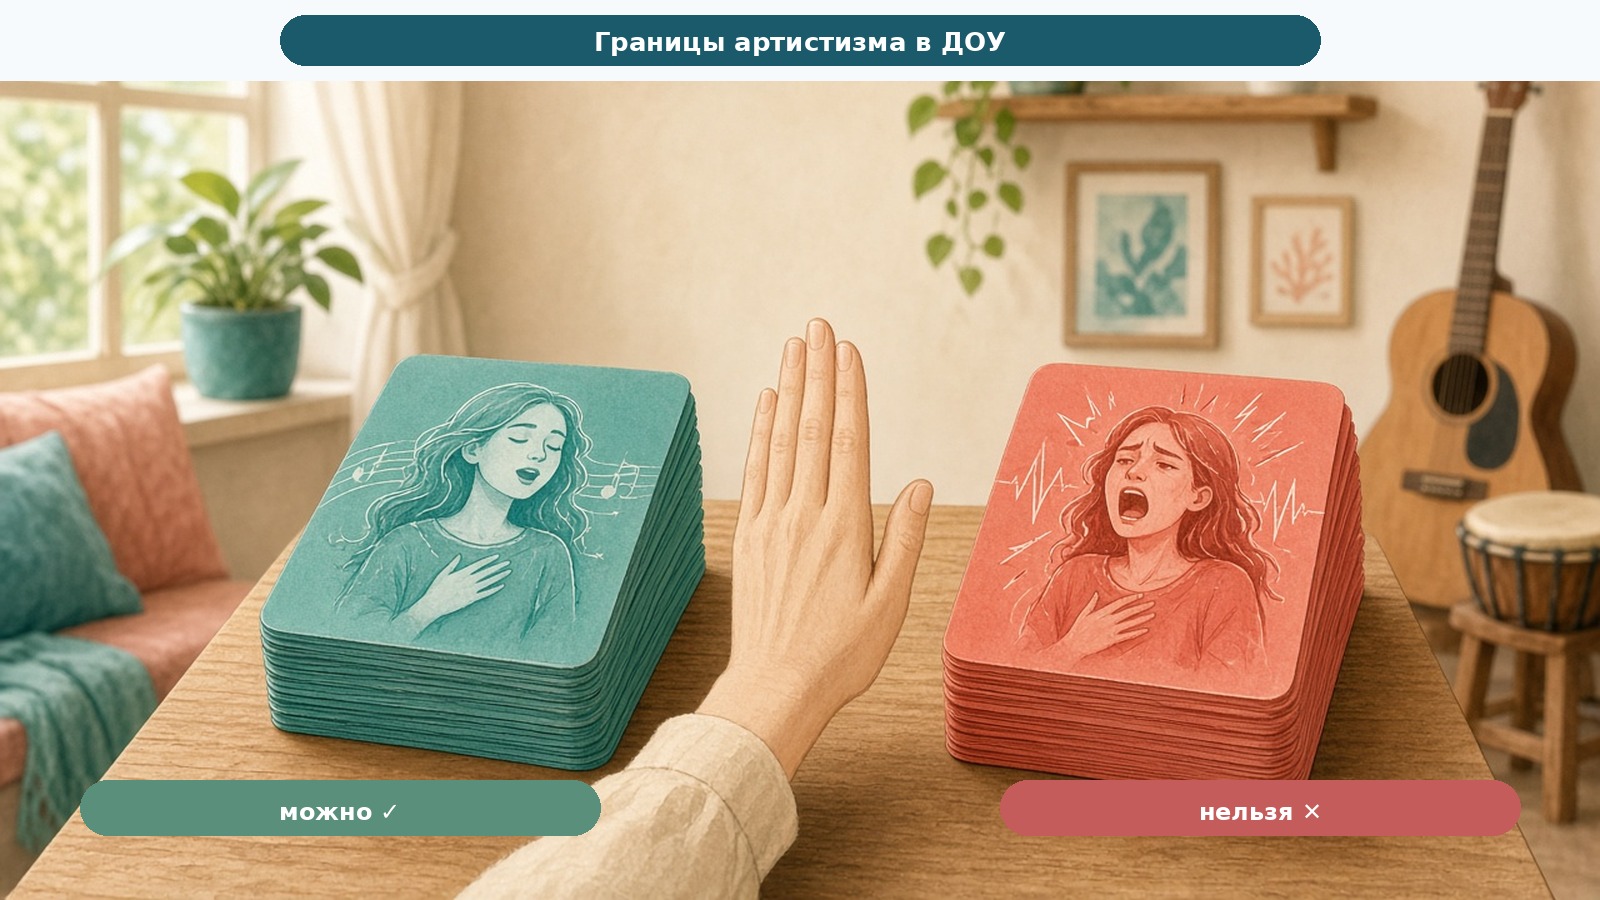 Границы артистизма в ДОУ
можно ✓
нельзя ✕